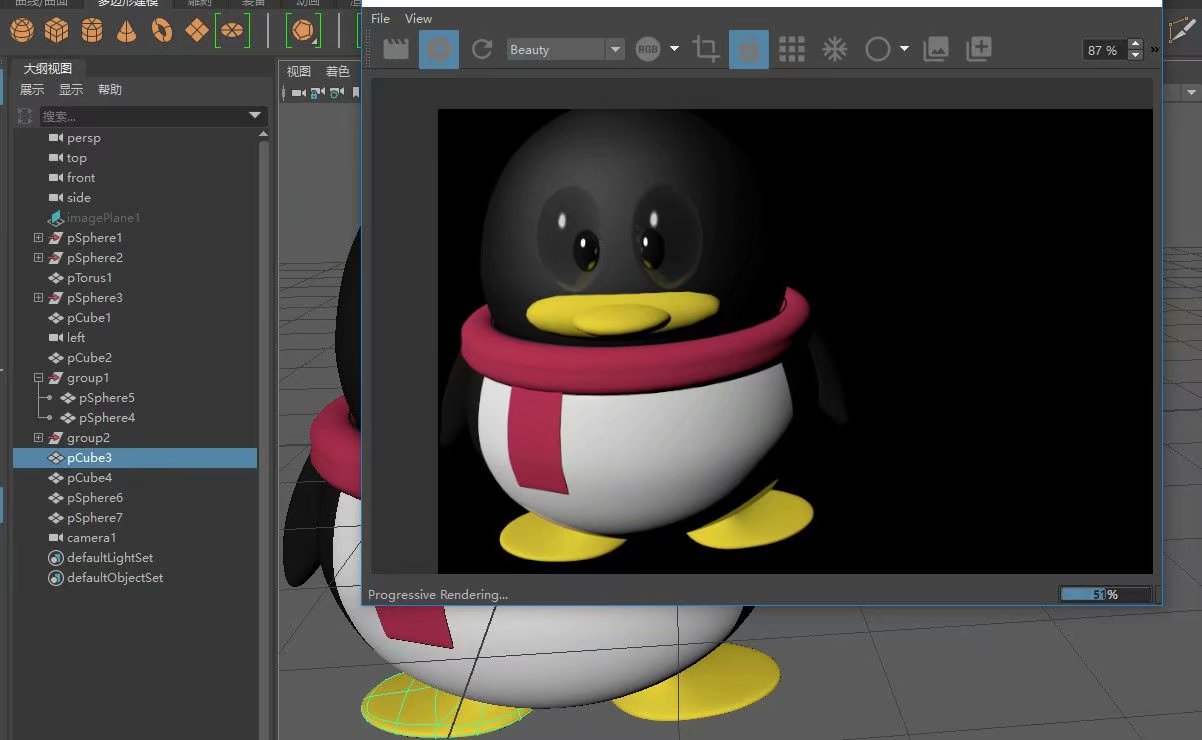 曲线/曲面 多边形建模 雕刻 装备 动画
File View
Beauty
RGB
87 %
»
大纲视图
展示 显示 帮助
搜索...
persp
top
front
side
imagePlane1
pSphere1
pSphere2
pTorus1
pSphere3
pCube1
left
pCube2
group1
pSphere5
pSphere4
group2
pCube3
pCube4
pSphere6
pSphere7
camera1
defaultLightSet
defaultObjectSet
视图 着色
Progressive Rendering...
51%